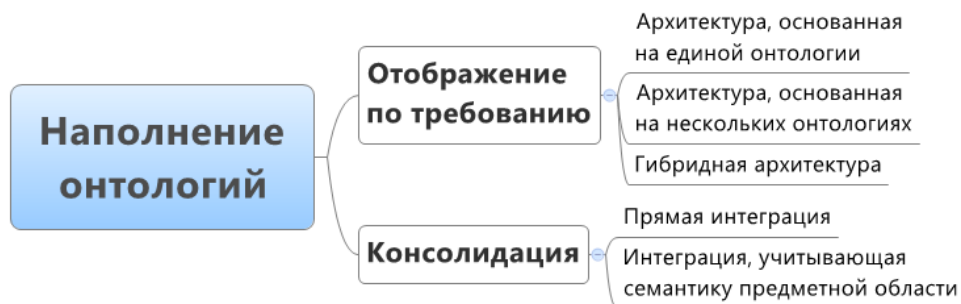 Наполнение
онтологий
Отображение
по требованию
Архитектура, основанная
на единой онтологии
Архитектура, основанная
на нескольких онтологиях
Гибридная архитектура
Консолидация
Прямая интеграция
Интеграция, учитывающая
семантику предметной области